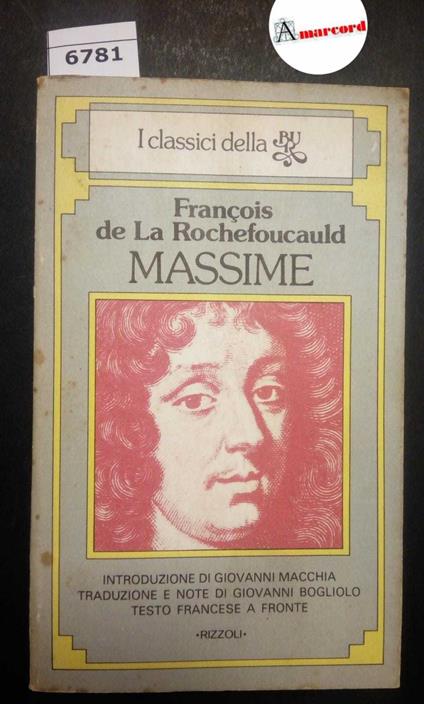 Amarcord
6781
I classici della BUR
François
de La Rochefoucauld
MASSIME
INTRODUZIONE DI GIOVANNI MACCHIA
TRADUZIONE E NOTE DI GIOVANNI BOGLIOLO
TESTO FRANCESE A FRONTE
•RIZZOLI•